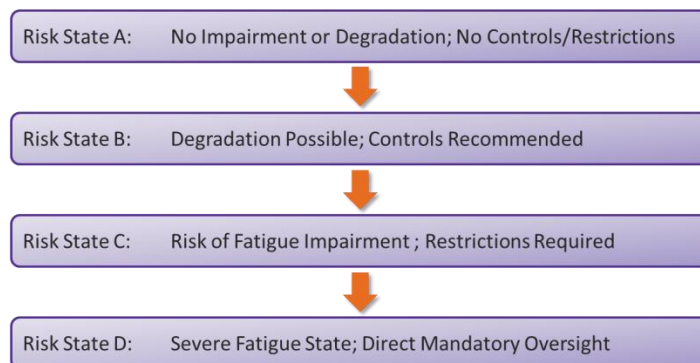 Risk State A: No Impairment or Degradation; No Controls/Restrictions
Risk State B: Degradation Possible; Controls Recommended
Risk State C: Risk of Fatigue Impairment ; Restrictions Required
Risk State D: Severe Fatigue State; Direct Mandatory Oversight